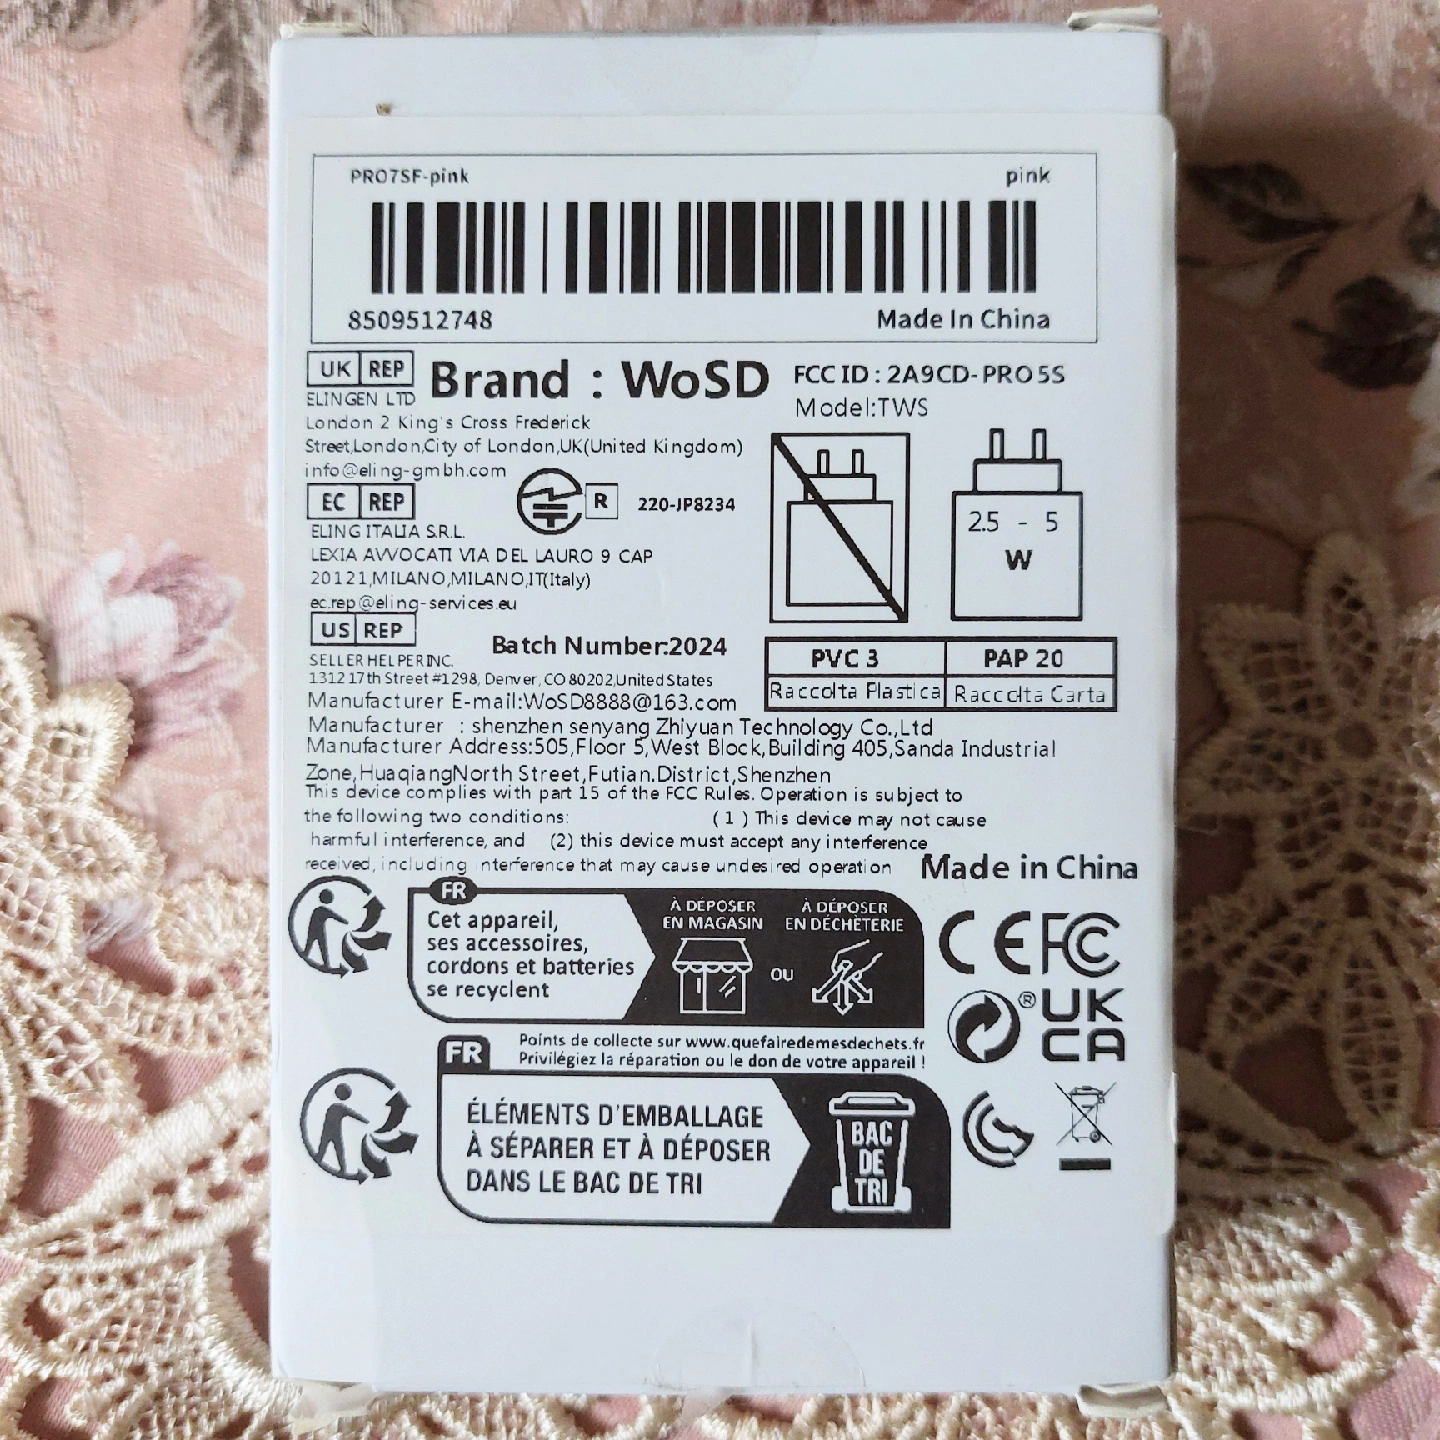 PRO7SF-pink pink
8509512748 Made In China
UK REP Brand : WoSD FCC ID : 2A9CD-PRO5S
ELINGEN LTD Model:TWS
London 2 King's Cross Frederick
Street,London,City of London,UK(United Kingdom)
info@eling-gmbh.com
EC REP R 220-JP8234
2.5 - 5
W
ELING ITALIA S.R.L.
LEXIA AVVOCATI VIA DEL LAURO 9 CAP
20121,MILANO,MILANO,IT(Italy)
ec.rep@eling-services.eu
US REP Batch Number:2024
SELLERHELPERINC.
1312 17th Street #1298, Denver, CO 80202,United States
PVC 3 PAP 20
Raccolta Plastica Raccolta Carta
Manufacturer E-mail:WoSD8888@163.com
Manufacturer : shenzhen senyang Zhiyuan Technology Co.,Ltd
Manufacturer Address:505,Floor 5,West Block,Building 405,Sanda Industrial
Zone,HuaqiangNorth Street,Futian.District,Shenzhen
This device complies with part 15 of the FCC Rules. Operation is subject to
the following two conditions: ( 1 ) This device may not cause
harmful interference, and (2) this device must accept any interference
received, including interference that may cause undesired operation
Made in China
FR
Cet appareil,
ses accessoires,
cordons et batteries
se recyclent
À DÉPOSER
EN MAGASIN
OU
À DÉPOSER
EN DÉCHÈTERIE
CE FC
® UK
CA
FR
Points de collecte sur www.quefairedemesdechets.fr
Privilégiez la réparation ou le don de votre appareil !
ÉLÉMENTS D'EMBALLAGE
À SÉPARER ET À DÉPOSER
DANS LE BAC DE TRI
BAC
DE
TRI